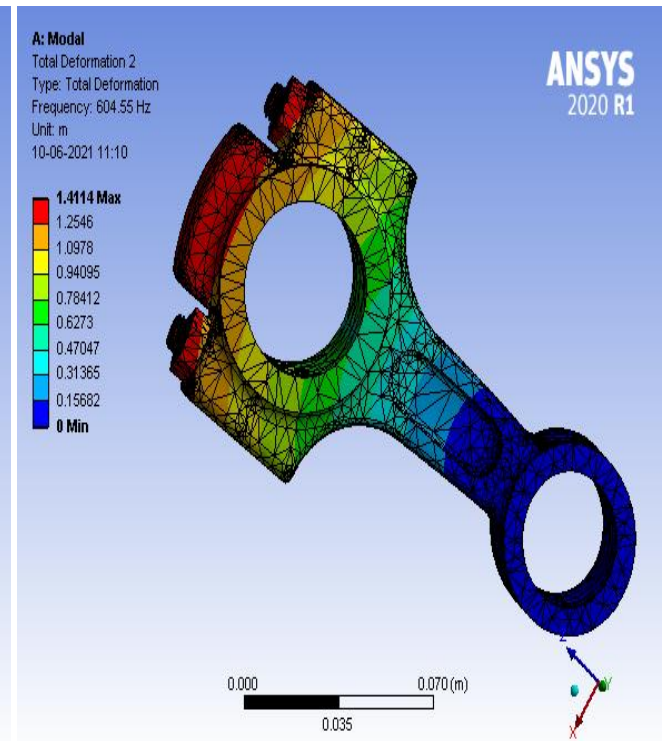 A: Modal
Total Deformation 2
Type: Total Deformation
Frequency: 604.55 Hz
Unit: m
10-06-2021 11:10
ANSYS
2020 R1
1.4114 Max
1.2546
1.0978
0.94095
0.78412
0.6273
0.47047
0.31365
0.15682
0 Min
0.000
0.070 (m)
0.035
Z
Y
X